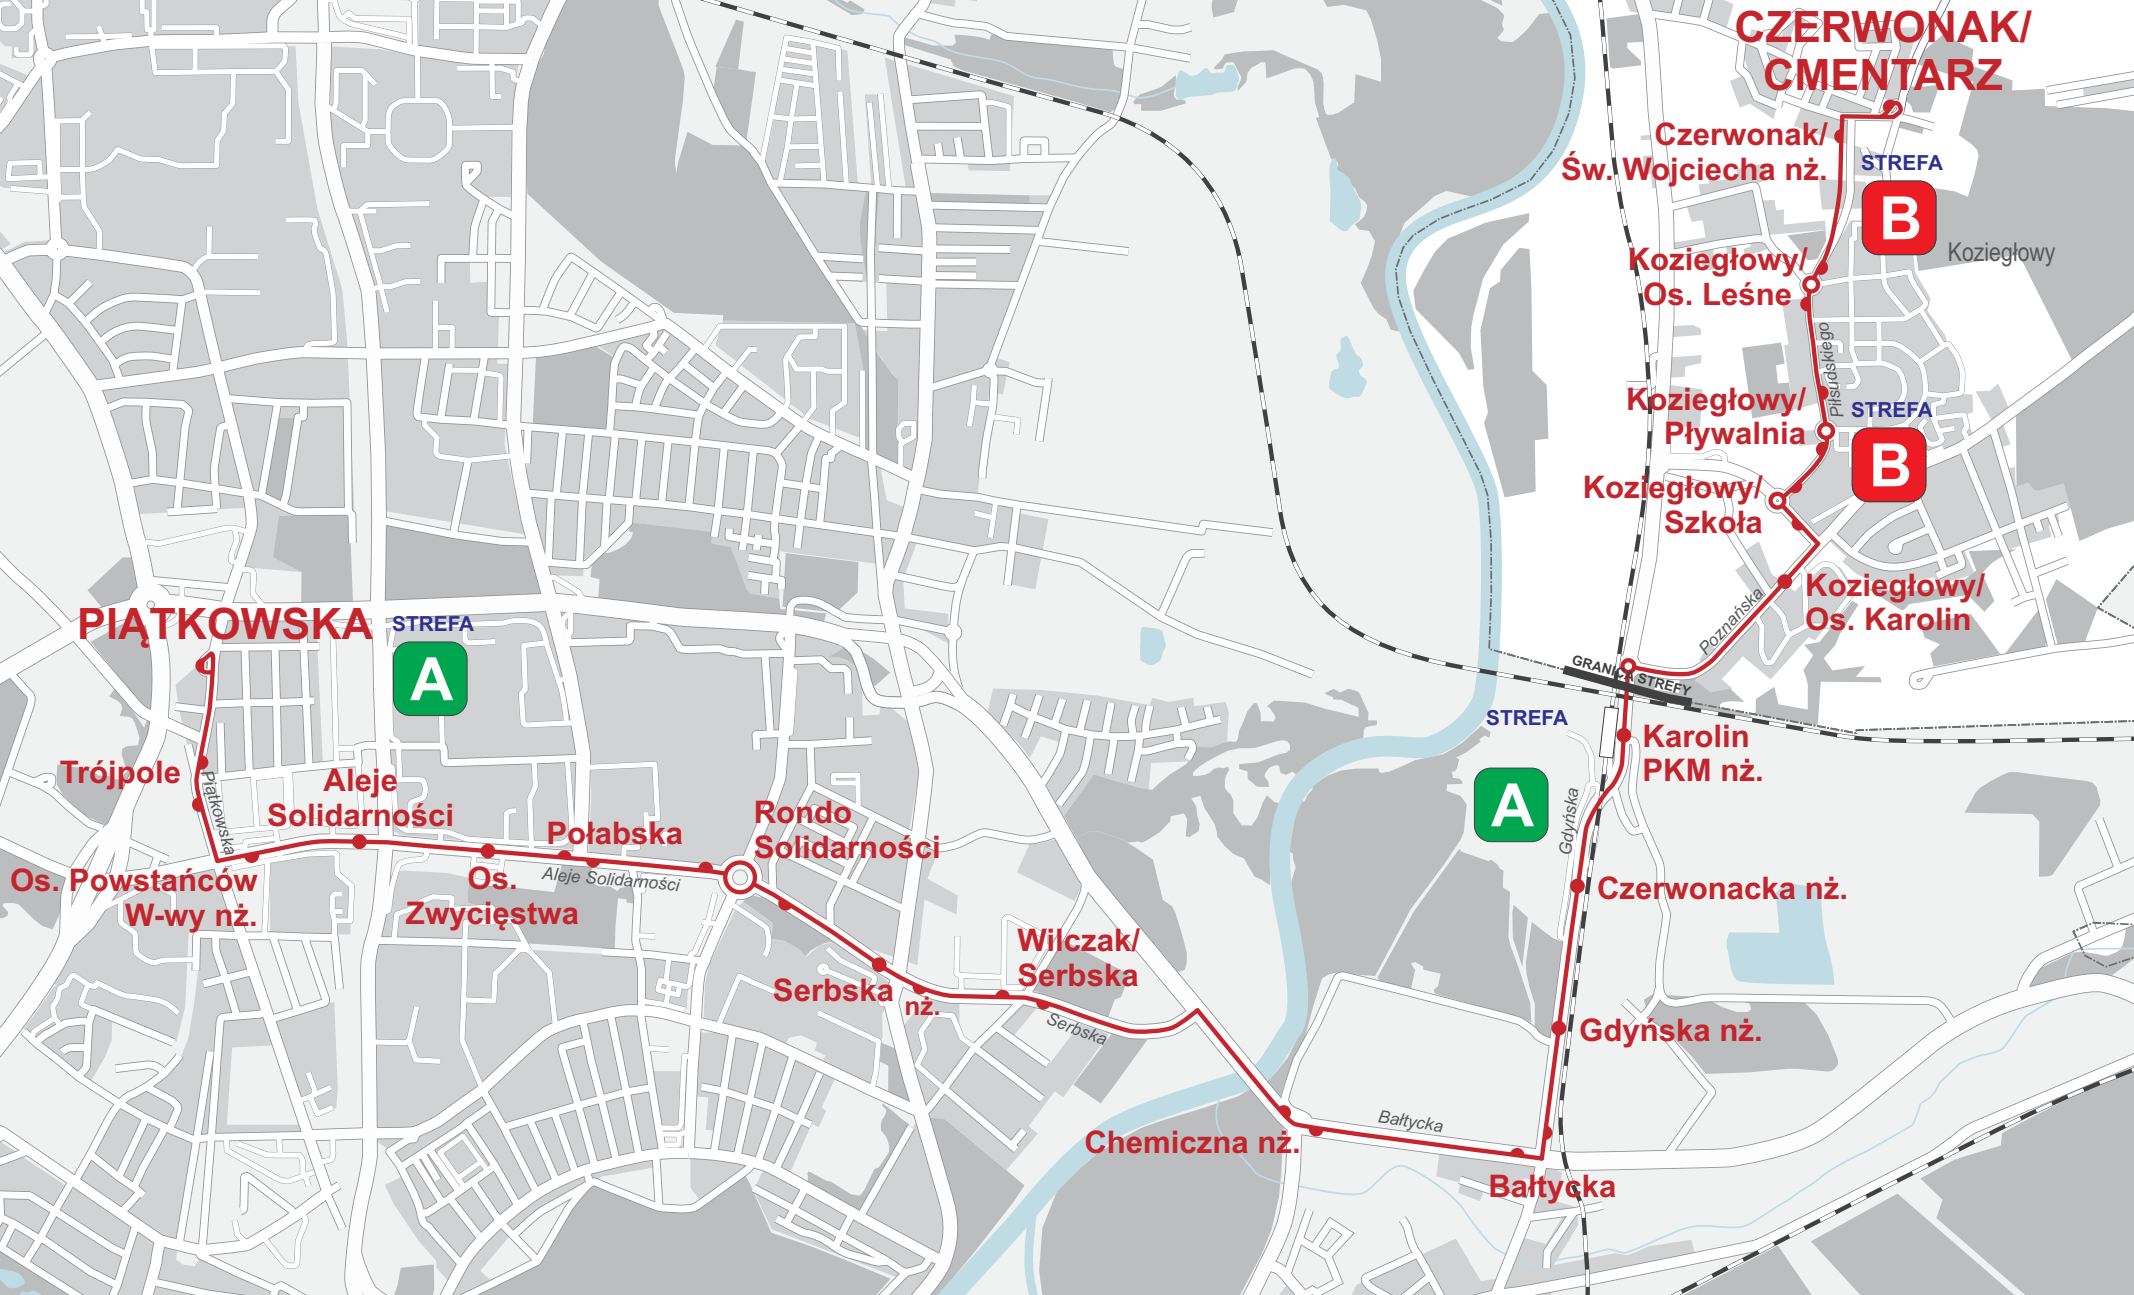 CZERWONAK/
CMENTARZ
Czerwonak/
Św. Wojciecha nż.
STREFA
B
Koziegłowy
Koziegłowy/
Os. Leśne
Piłsudskiego
Koziegłowy/
Pływalnia
STREFA
B
Koziegłowy/
Szkoła
Koziegłowy/
Os. Karolin
Poznańska
GRANICA STREFY
STREFA
A
Karolin
PKM nż.
Gdyńska
Czerwonacka nż.
Gdyńska nż.
Bałtycka
Bałtycka
Chemiczna nż.
Serbska
Wilczak/
Serbska
Serbska nż.
Rondo
Solidarności
Połabska
Aleje Solidarności
Os.
Zwycięstwa
Aleje
Solidarności
Os. Powstańców
W-wy nż.
Piątkowska
Trójpole
PIĄTKOWSKA
STREFA
A